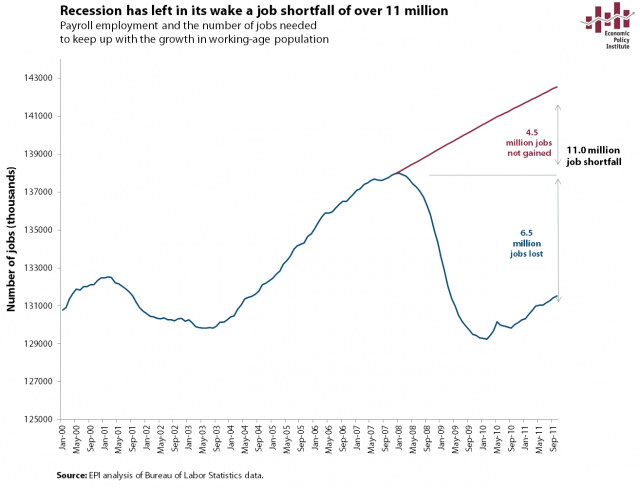 Recession has left in its wake a job shortfall of over 11 million
Payroll employment and the number of jobs needed
to keep up with the growth in working-age population
Economic
Policy
Institute
Number of jobs (thousands)
143000
141000
139000
137000
135000
133000
131000
129000
127000
125000
4.5
million jobs
not gained
11.0 million
job shortfall
6.5
million
jobs lost
Jan-00
May-00
Sep-00
Jan-01
May-01
Sep-01
Jan-02
May-02
Sep-02
Jan-03
May-03
Sep-03
Jan-04
May-04
Sep-04
Jan-05
May-05
Sep-05
Jan-06
May-06
Sep-06
Jan-07
May-07
Sep-07
Jan-08
May-08
Sep-08
Jan-09
May-09
Sep-09
Jan-10
May-10
Sep-10
Jan-11
May-11
Sep-11
Source: EPI analysis of Bureau of Labor Statistics data.